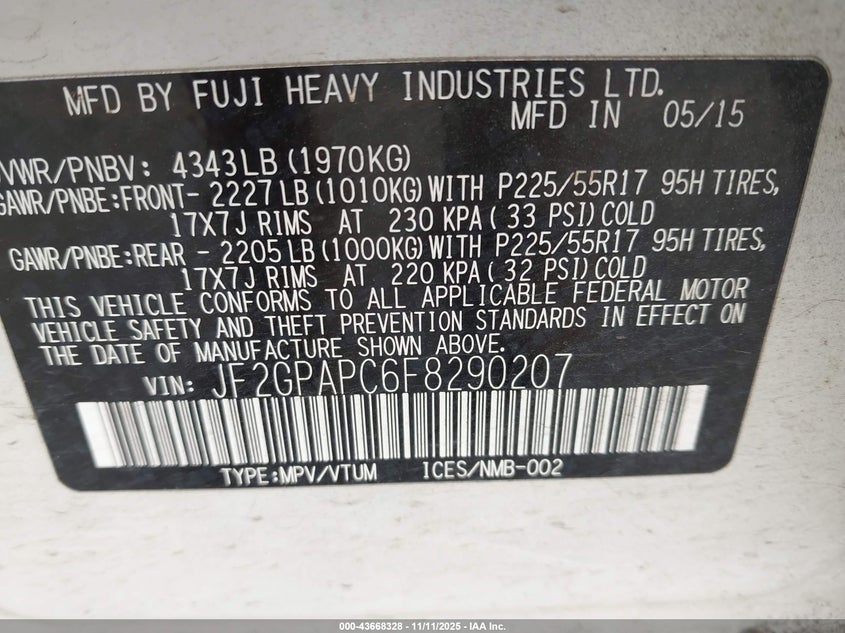 MFD BY FUJI HEAVY INDUSTRIES LTD.
MFD IN 05/15
VWR/PNBV: 4343LB (1970KG)
GAWR/PNBE:FRONT- 2227 LB (1010KG) WITH P225/55R17 95H TIRES,
17X7J RIMS AT 230 KPA ( 33 PSI) COLD
GAWR/PNBE:REAR - 2205 LB (1000KG) WITH P225/55R17 95H TIRES,
17X7J RIMS AT 220 KPA ( 32 PSI) COLD
THIS VEHICLE CONFORMS TO ALL APPLICABLE FEDERAL MOTOR
VEHICLE SAFETY AND THEFT PREVENTION STANDARDS IN EFFECT ON
THE DATE OF MANUFACTURE SHOWN ABOVE.
VIN: JF2GPAPC6F8290207
TYPE:MPV/VTUM ICES/NMB-002
000-43668328 - 11/11/2025 - IAA Inc.